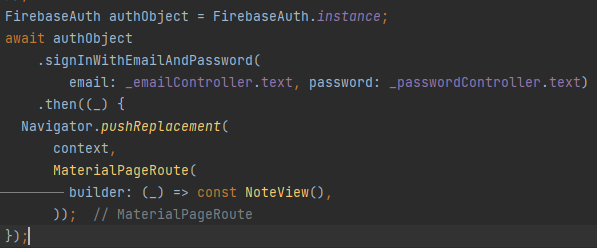 FirebaseAuth authObject = FirebaseAuth.instance;
await authObject
    .signInWithEmailAndPassword(
        email: _emailController.text, password: _passwordController.text)
    .then((_) {
  Navigator.pushReplacement(
      context,
      MaterialPageRoute(
        builder: (_) => const NoteView(),
      ));  // MaterialPageRoute
});